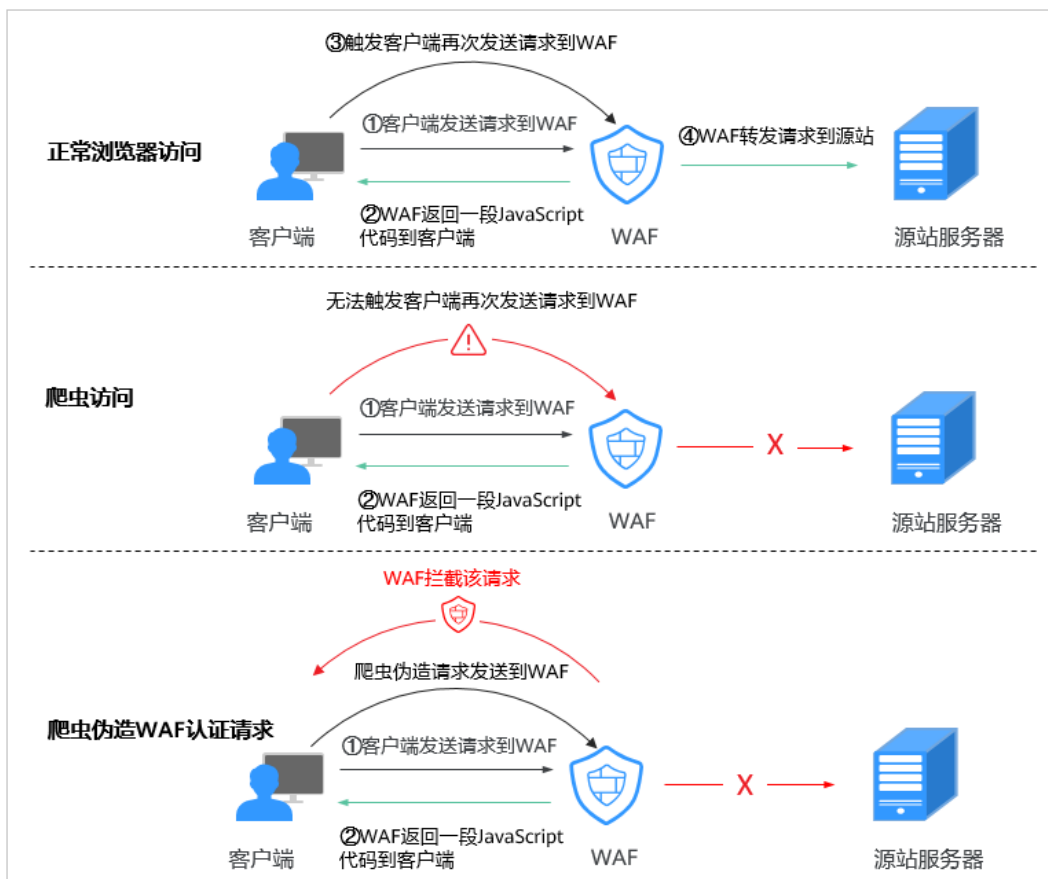 ③触发客户端再次发送请求到WAF
①客户端发送请求到WAF
④WAF转发请求到源站
正常浏览器访问
②WAF返回一段JavaScript
代码到客户端
客户端
WAF
源站服务器
无法触发客户端再次发送请求到WAF
爬虫访问
①客户端发送请求到WAF
X
②WAF返回一段JavaScript
代码到客户端
客户端
WAF
源站服务器
WAF拦截该请求
爬虫伪造请求发送到WAF
爬虫伪造WAF认证请求
①客户端发送请求到WAF
X
②WAF返回一段JavaScript
代码到客户端
客户端
WAF
源站服务器